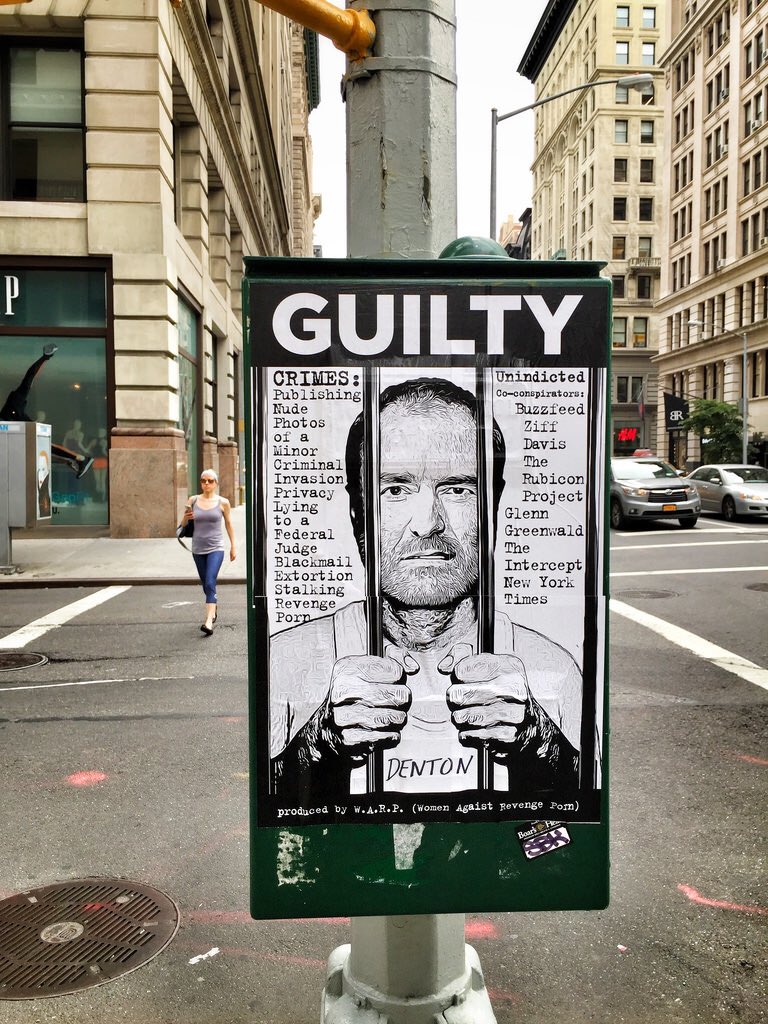 GUILTY
CRIMES:
Publishing
Nude
Photos
of a
Minor
Criminal
Invasion
Privacy
Lying
to a
Federal
Judge
Blackmail
Extortion
Stalking
Revenge
Porn
Unindicted
Co-conspirators:
Buzzfeed
Ziff
Davis
The
Rubicon
Project
Glenn
Greenwald
The
Intercept
New York
Times
DENTON
produced by W.A.R.P. (Women Agaist Revenge Porn)
P
H&M
BR